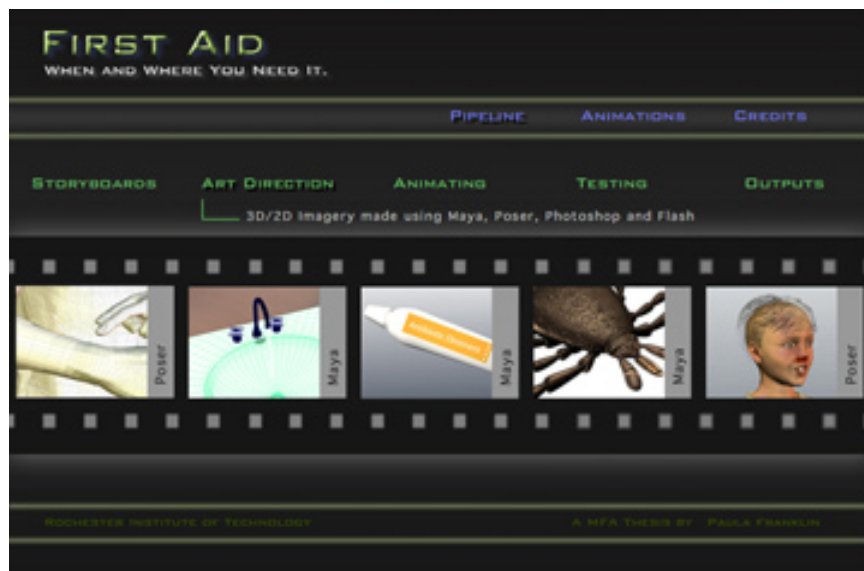 First Aid
When and Where You Need It.
Pipeline Animations Credits
Storyboards Art Direction Animating Testing Outputs
3D/2D Imagery made using Maya, Poser, Photoshop and Flash
Poser Maya Antibiotic Ointment Maya Maya Poser
Rochester Institute of Technology A MFA Thesis by Paula Franklin